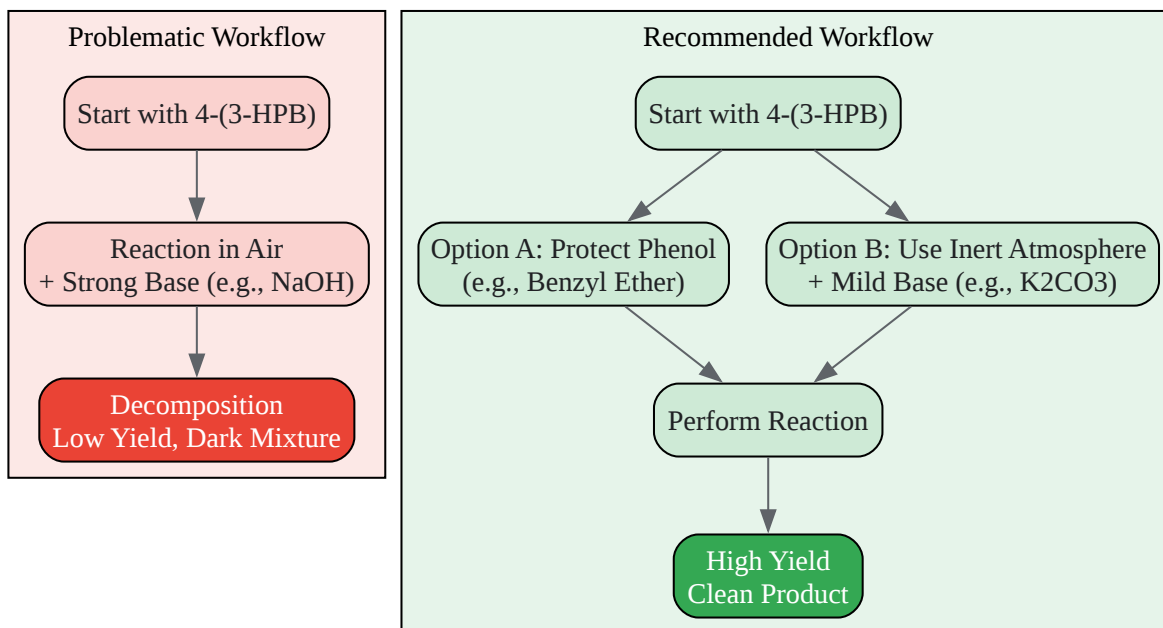 Problematic Workflow
Start with 4-(3-HPB)
Reaction in Air
+ Strong Base (e.g., NaOH)
Decomposition
Low Yield, Dark Mixture
Recommended Workflow
Start with 4-(3-HPB)
Option A: Protect Phenol
(e.g., Benzyl Ether)
Option B: Use Inert Atmosphere
+ Mild Base (e.g., K2CO3)
Perform Reaction
High Yield
Clean Product